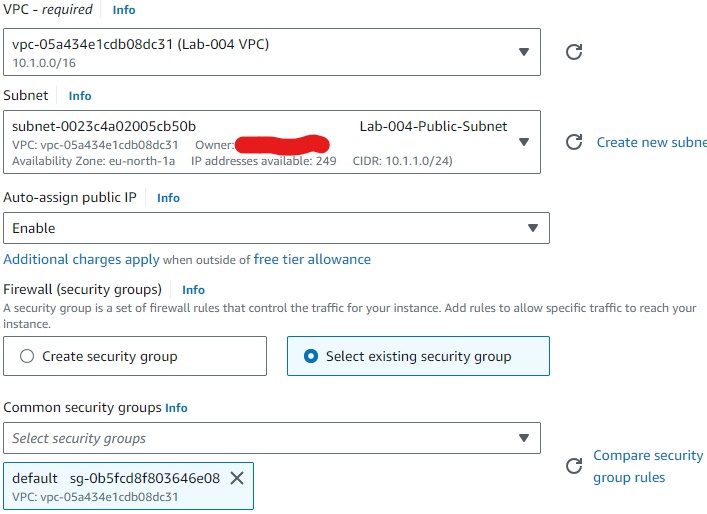 VPC - required Info
vpc-05a434e1cdb08dc31 (Lab-004 VPC)
10.1.0.0/16
Subnet Info
subnet-0023c4a02005cb50b Lab-004-Public-Subnet
VPC: vpc-05a434e1cdb08dc31 Owner:
Availability Zone: eu-north-1a IP addresses available: 249 CIDR: 10.1.1.0/24)
Create new subne
Auto-assign public IP Info
Enable
Additional charges apply when outside of free tier allowance
Firewall (security groups) Info
A security group is a set of firewall rules that control the traffic for your instance. Add rules to allow specific traffic to reach your
instance.
Create security group
Select existing security group
Common security groups Info
Select security groups
Compare security
group rules
default sg-0b5fcd8f803646e08
VPC: vpc-05a434e1cdb08dc31